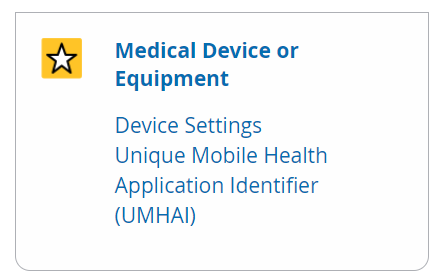 Medical Device or
Equipment
Device Settings
Unique Mobile Health
Application Identifier
(UMHAI)